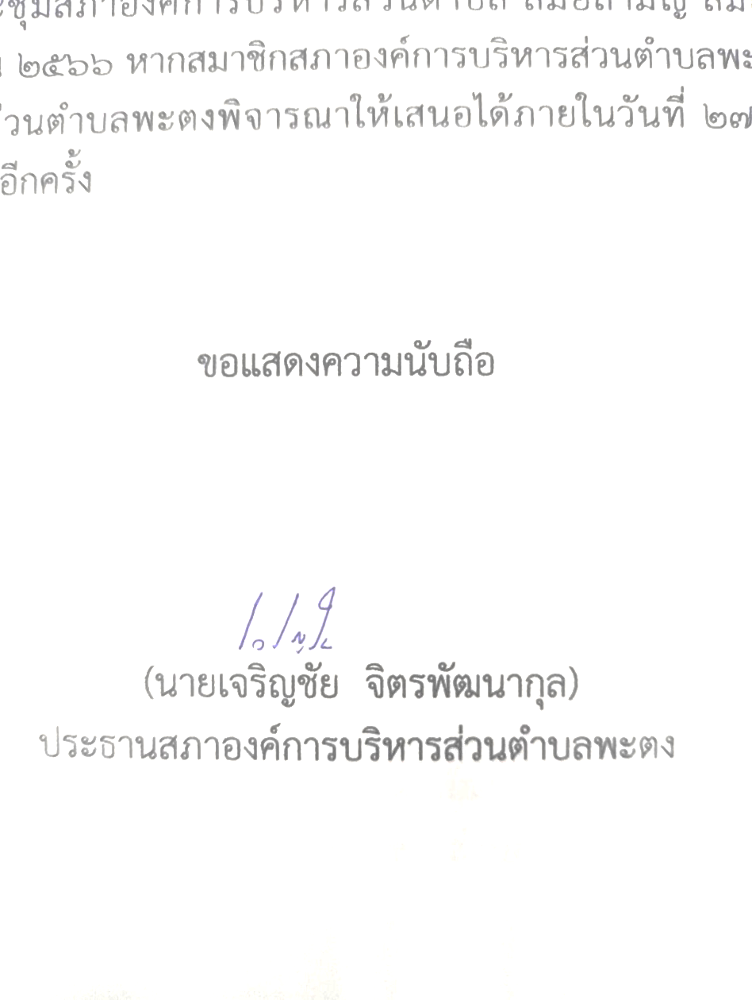 ะชุมสภาองค์การบริหารส่วนตำบล สมัยสามัญ สมั
๒๕๖๖ หากสมาชิกสภาองค์การบริหารส่วนตำบลพะ
่วนตำบลพะตงพิจารณาให้เสนอได้ภายในวันที่ ๒๗
อีกครั้ง
ขอแสดงความนับถือ
(นายเจริญชัย จิตรพัฒนากุล)
ประธานสภาองค์การบริหารส่วนตำบลพะตง